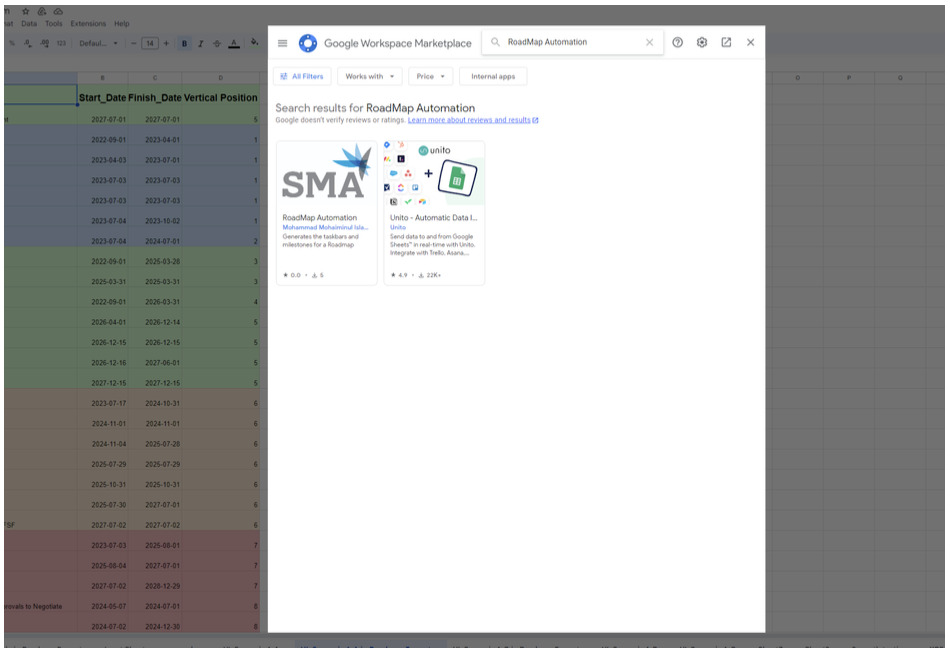 Data Tools Extensions Help
% .0 .00 123 Defaul... − 14 + B I A
Google Workspace Marketplace
RoadMap Automation
All Filters
Works with
Price
Internal apps
Search results for RoadMap Automation
Google doesn't verify reviews or ratings. Learn more about reviews and results
SMA
RoadMap Automation
Mohammad Mohaiminul Isla...
Generates the taskbars and
milestones for a Roadmap
0.0 • 5
unito
Unito - Automatic Data I...
Unito
Send data to and from Google
Sheets™ in real-time with Unito.
Integrate with Trello, Asana...
4.9 • 22K+
B C D O P Q
Start_Date Finish_Date Vertical Position
2027-07-01 2027-07-01 5
2022-09-01 2023-04-01 1
2023-04-03 2023-07-01 1
2023-07-03 2023-07-03 1
2023-07-03 2023-07-03 1
2023-07-04 2023-10-02 1
2023-07-04 2024-07-01 2
2022-09-01 2025-03-28 3
2025-03-31 2025-03-31 3
2022-09-01 2026-03-31 4
2026-04-01 2026-12-14 5
2026-12-15 2026-12-15 5
2026-12-16 2027-06-01 5
2027-12-15 2027-12-15 5
2023-07-17 2024-10-31 6
2024-11-01 2024-11-01 6
2024-11-04 2025-07-28 6
2025-07-29 2025-07-29 6
2025-10-31 2025-10-31 6
2025-07-30 2027-07-01 6
2027-07-02 2027-07-02 6
2023-07-03 2025-08-01 7
2025-08-04 2027-07-01 7
2027-07-02 2028-12-29 7
rovals to Negotiate 2024-05-07 2024-07-01 8
2024-07-02 2024-12-30 8